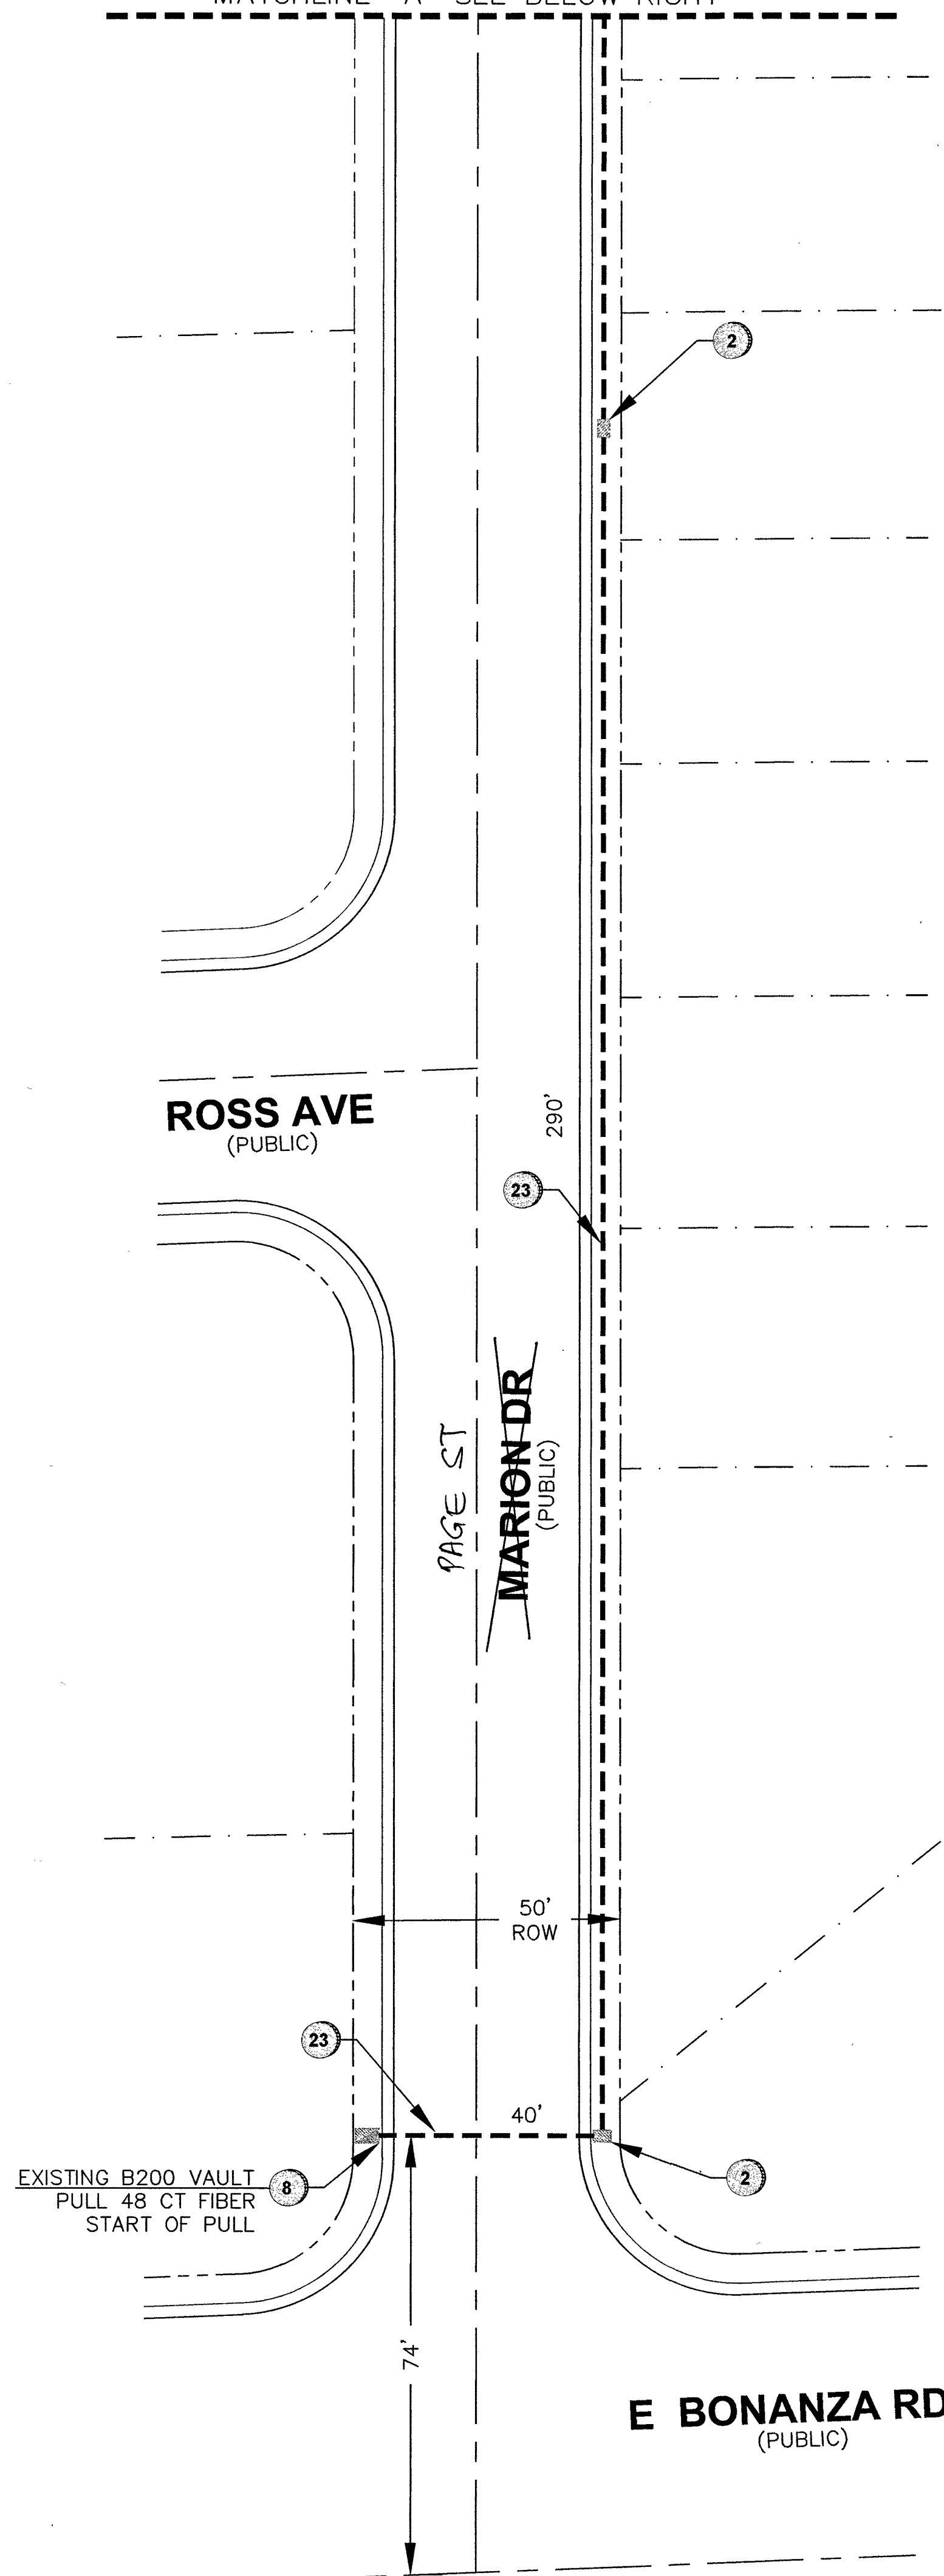 MATCHLINE "A" SEE BELOW RIGHT
2
ROSS AVE
(PUBLIC)
290'
23
PAGE ST
MARION DR
(PUBLIC)
50'
ROW
23
40'
EXISTING B200 VAULT
PULL 48 CT FIBER
START OF PULL
8
2
74'
E BONANZA RD
(PUBLIC)